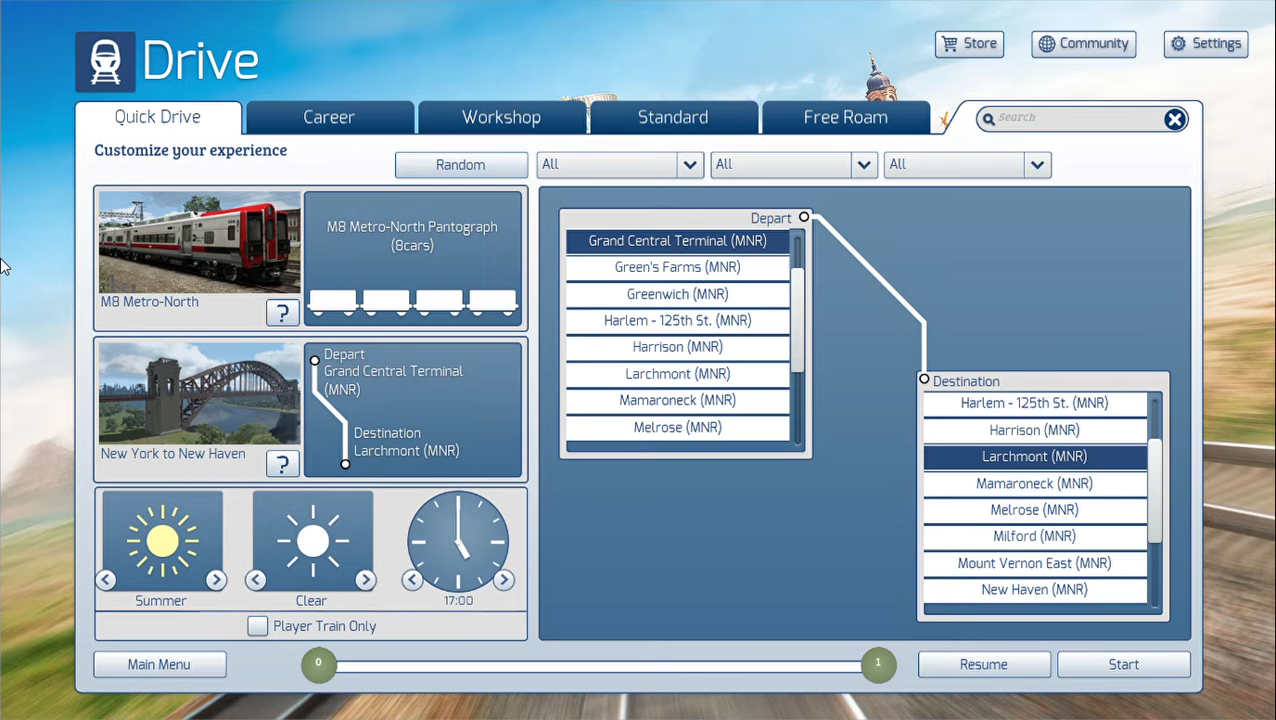 Drive
Store
Community
Settings
Quick Drive
Career
Workshop
Standard
Free Roam
Search
Customize your experience
Random
All
All
All
M8 Metro-North
?
M8 Metro-North Pantograph
(8cars)
New York to New Haven
?
Depart
Grand Central Terminal
(MNR)
Destination
Larchmont (MNR)
Summer
Clear
17:00
Player Train Only
Depart
Grand Central Terminal (MNR)
Green's Farms (MNR)
Greenwich (MNR)
Harlem - 125th St. (MNR)
Harrison (MNR)
Larchmont (MNR)
Mamaroneck (MNR)
Melrose (MNR)
Destination
Harlem - 125th St. (MNR)
Harrison (MNR)
Larchmont (MNR)
Mamaroneck (MNR)
Melrose (MNR)
Milford (MNR)
Mount Vernon East (MNR)
New Haven (MNR)
Main Menu
0
1
Resume
Start